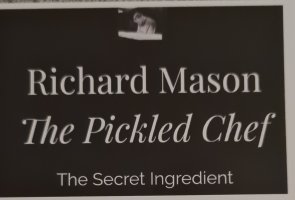 Richard Mason
The Pickled Chef
The Secret Ingredient